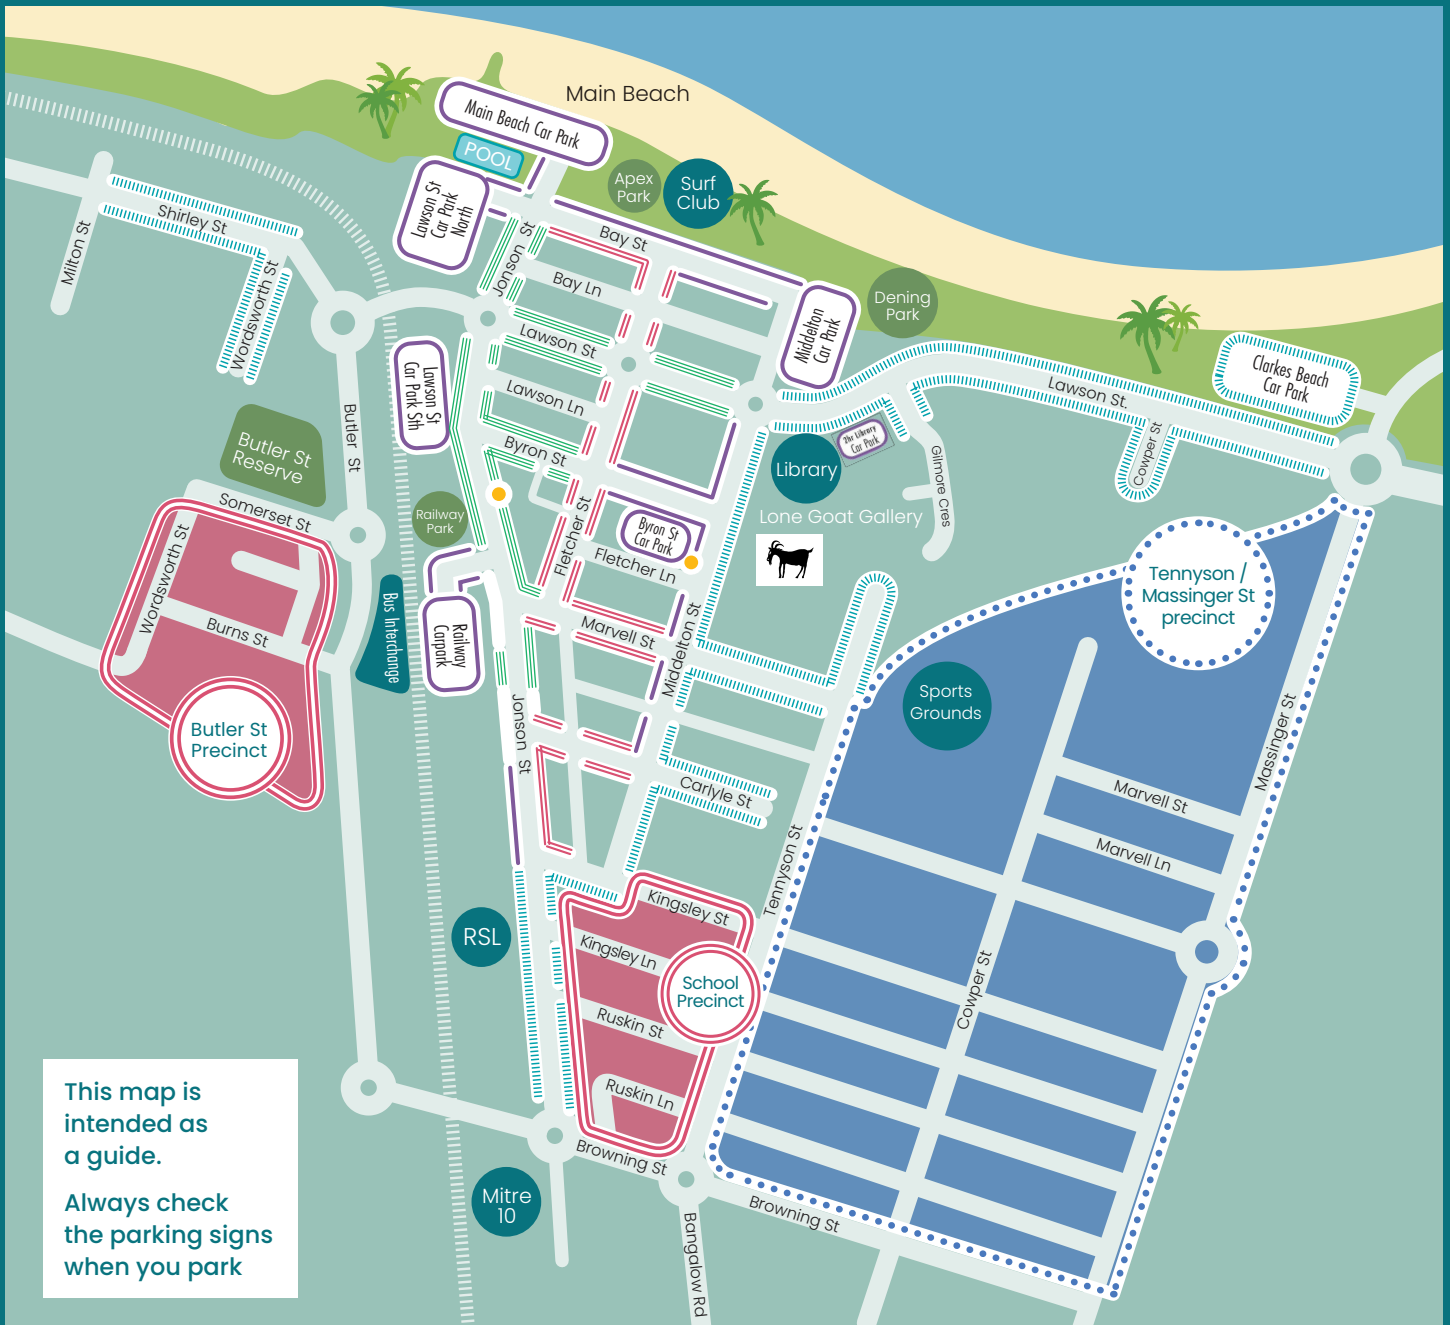 Main Beach
Main Beach Car Park
POOL
Apex
Park
Surf
Club
Lawson St
Car Park
North
Shirley St
Milton St
Wordsworth St
Jonson St
Bay St
Bay Ln
Middelton
Car Park
Dening
Park
Lawson St
Lawson St.
Clarkes Beach
Car Park
Lawson St
Car Park Sth
Lawson Ln
Butler St
Butler St
Reserve
Byron St
2hr Library
Car Park
Library
Cowper St
Gilmore Cres
Somerset St
Railway
Park
Fletcher St
Byron St
Car Park
Lone Goat Gallery
Fletcher Ln
Wordsworth St
Burns St
Bus Interchange
Railway
Carpark
Marvell St
Middelton St
Tennyson /
Massinger St
precinct
Sports
Grounds
Butler St
Precinct
Jonson St
Carlyle St
Massinger St
Marvell St
Marvell Ln
Tennyson St
Kingsley St
RSL
Kingsley Ln
School
Precinct
Cowper St
Ruskin St
Ruskin Ln
Browning St
Mitre
10
Browning St
Bangalow Rd
This map is
intended as
a guide.
Always check
the parking signs
when you park